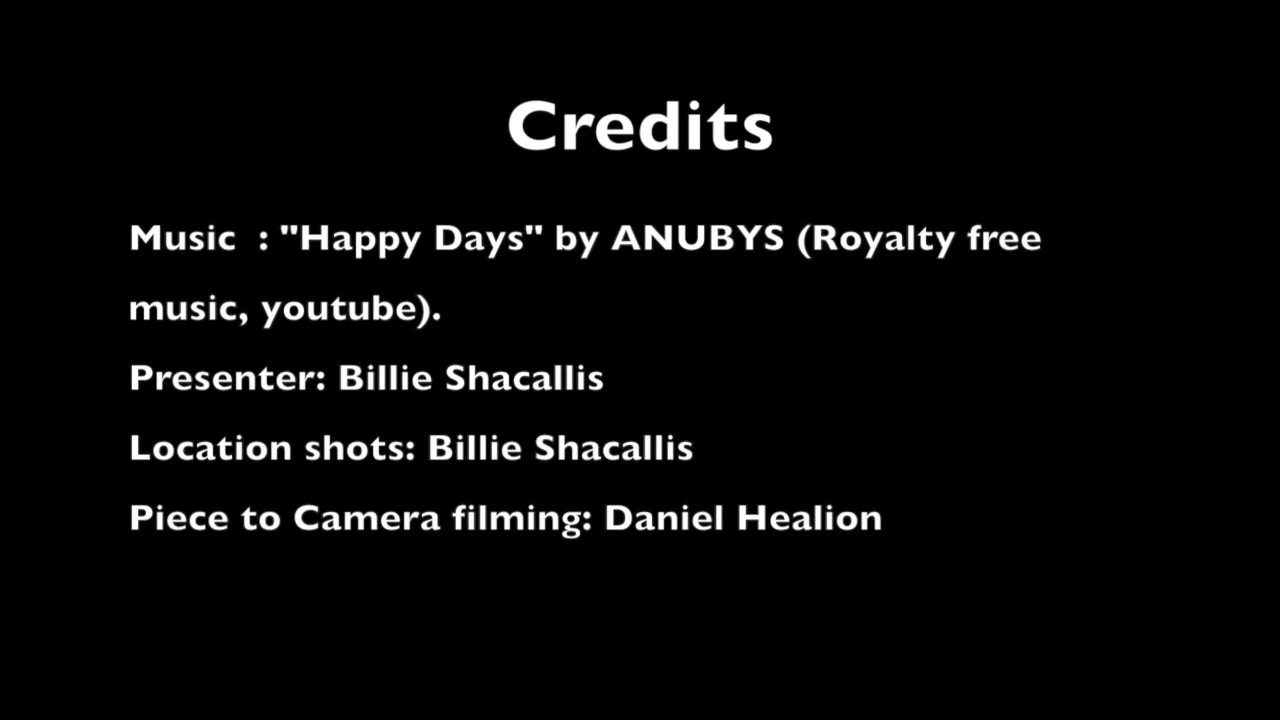 Credits
Music  : "Happy Days" by ANUBYS (Royalty free
music, youtube).
Presenter: Billie Shacallis
Location shots: Billie Shacallis
Piece to Camera filming: Daniel Healion